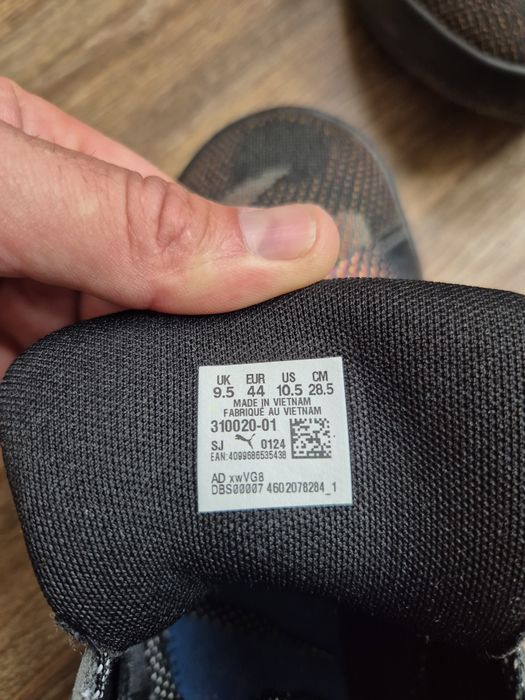 UK EUR US CM
9.5 44 10.5 28.5
MADE IN VIETNAM
FABRIQUÉ AU VIETNAM
310020-01
SJ 0124
EAN:4099686535438
AD xwVG8
DBS00007 4602078284_1